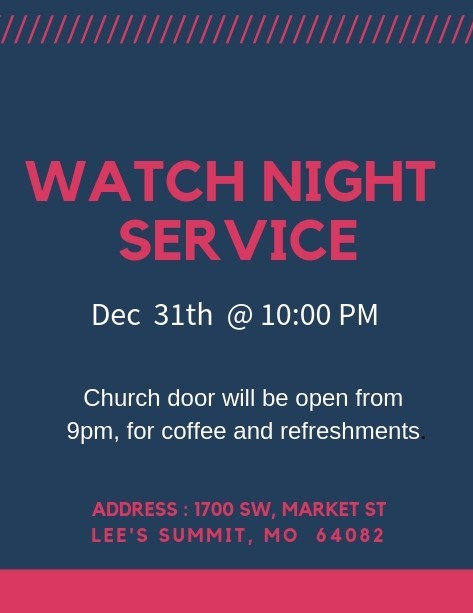 WATCH NIGHT
SERVICE
Dec 31th @ 10:00 PM
Church door will be open from
9pm, for coffee and refreshments.
ADDRESS : 1700 SW, MARKET ST
LEE'S SUMMIT, MO 64082